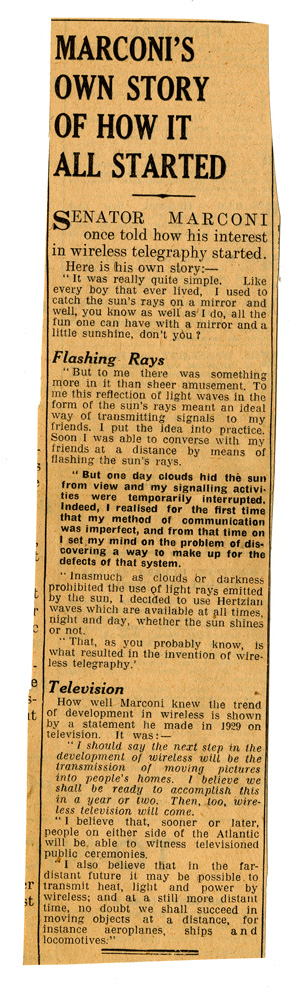 MARCONI'S
OWN STORY
OF HOW IT
ALL STARTED
SENATOR MARCONI
once told how his interest
in wireless telegraphy started.
Here is his own story:—
"It was really quite simple. Like
every boy that ever lived, I used to
catch the sun's rays on a mirror and
well, you know as well as I do, all the
fun one can have with a mirror and a
little sunshine, don't you?
Flashing Rays
"But to me there was something
more in it than sheer amusement. To
me this reflection of light waves in the
form of the sun's rays meant an ideal
way of transmitting signals to my
friends. I put the idea into practice.
Soon I was able to converse with my
friends at a distance by means of
flashing the sun's rays.
"But one day clouds hid the sun
from view and my signalling activi-
ties were temporarily interrupted.
Indeed, I realised for the first time
that my method of communication
was imperfect, and from that time on
I set my mind on the problem of dis-
covering a way to make up for the
defects of that system.
"Inasmuch as clouds or darkness
prohibited the use of light rays emitted
by the sun, I decided to use Hertzian
waves which are available at all times,
night and day, whether the sun shines
or not.
"That, as you probably know, is
what resulted in the invention of wire-
less telegraphy.'
Television
How well Marconi knew the trend
of development in wireless is shown
by a statement he made in 1929 on
television. It was:—
"I should say the next step in the
development of wireless will be the
transmission of moving pictures
into people's homes. I believe we
shall be ready to accomplish this
in a year or two. Then, too, wire-
less television will come.
"I believe that, sooner or later,
people on either side of the Atlantic
will be able to witness televisioned
public ceremonies.
"I also believe that in the far-
distant future it may be possible to
transmit heat, light and power by
wireless; and at a still more distant
time, no doubt we shall succeed in
moving objects at a distance, for
instance aeroplanes, ships and
locomotives."